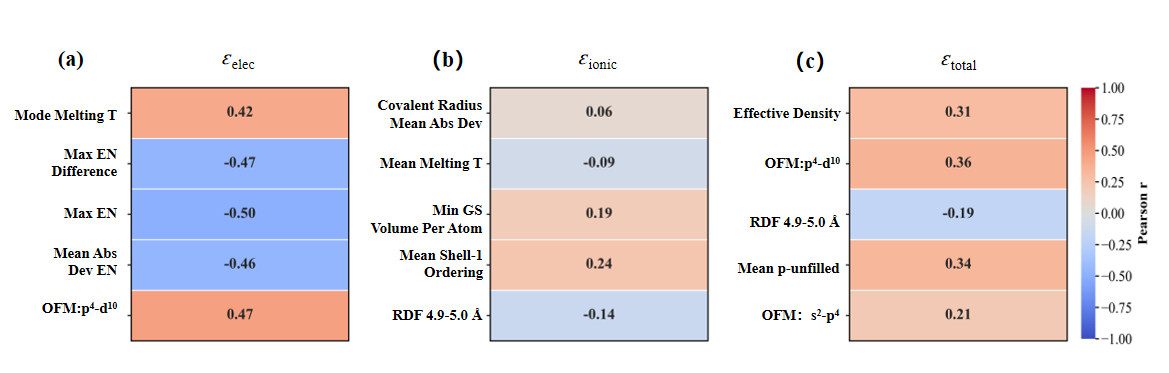 (a)
ε elec
Mode Melting T
0.42
Max EN
Difference
-0.47
Max EN
-0.50
Mean Abs
Dev EN
-0.46
OFM:p⁴-d¹⁰
0.47
(b)
ε ionic
Covalent Radius
Mean Abs Dev
0.06
Mean Melting T
-0.09
Min GS
Volume Per Atom
0.19
Mean Shell-1
Ordering
0.24
RDF 4.9-5.0 Å
-0.14
(c)
ε total
Effective Density
0.31
OFM:p⁴-d¹⁰
0.36
RDF 4.9-5.0 Å
-0.19
Mean p-unfilled
0.34
OFM: s²-p⁴
0.21
1.00
0.75
0.50
0.25
0.00
−0.25
−0.50
−0.75
−1.00
Pearson r